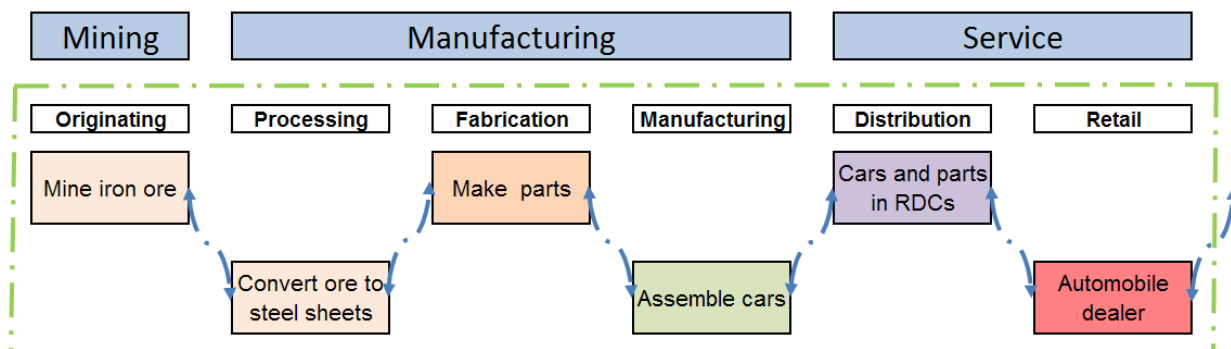 Mining
Manufacturing
Service
Originating
Processing
Fabrication
Manufacturing
Distribution
Retail
Mine iron ore
Make parts
Cars and parts
in RDCs
Convert ore to
steel sheets
Assemble cars
Automobile
dealer